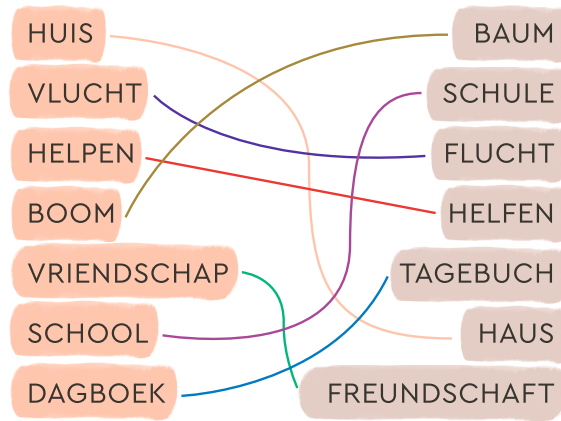 HUIS
VLUCHT
HELPEN
BOOM
VRIENDSCHAP
SCHOOL
DAGBOEK
BAUM
SCHULE
FLUCHT
HELFEN
TAGEBUCH
HAUS
FREUNDSCHAFT